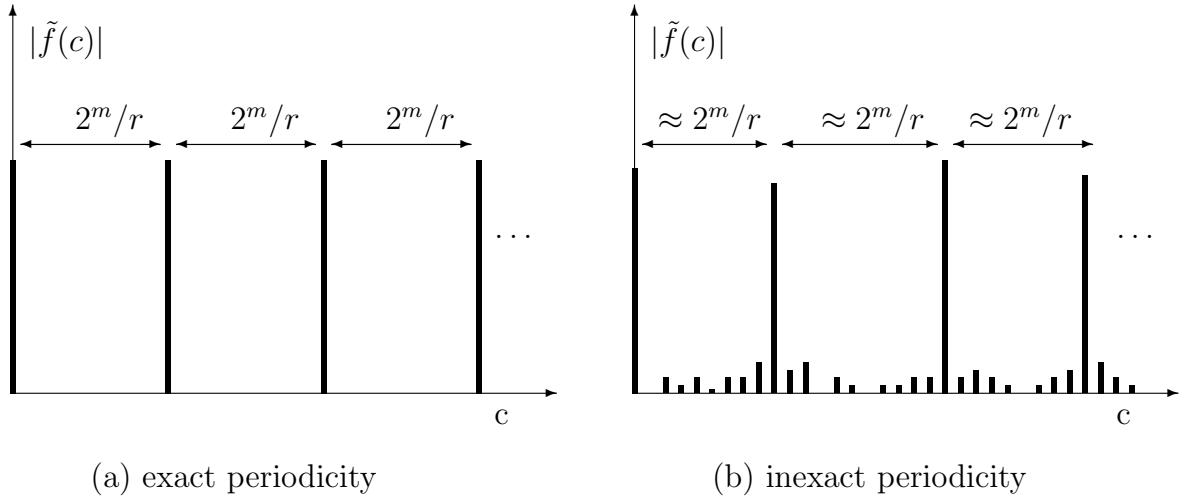 |f̃(c)|
2^m/r 2^m/r 2^m/r
...
c
(a) exact periodicity
|f̃(c)|
≈ 2^m/r ≈ 2^m/r ≈ 2^m/r
...
c
(b) inexact periodicity